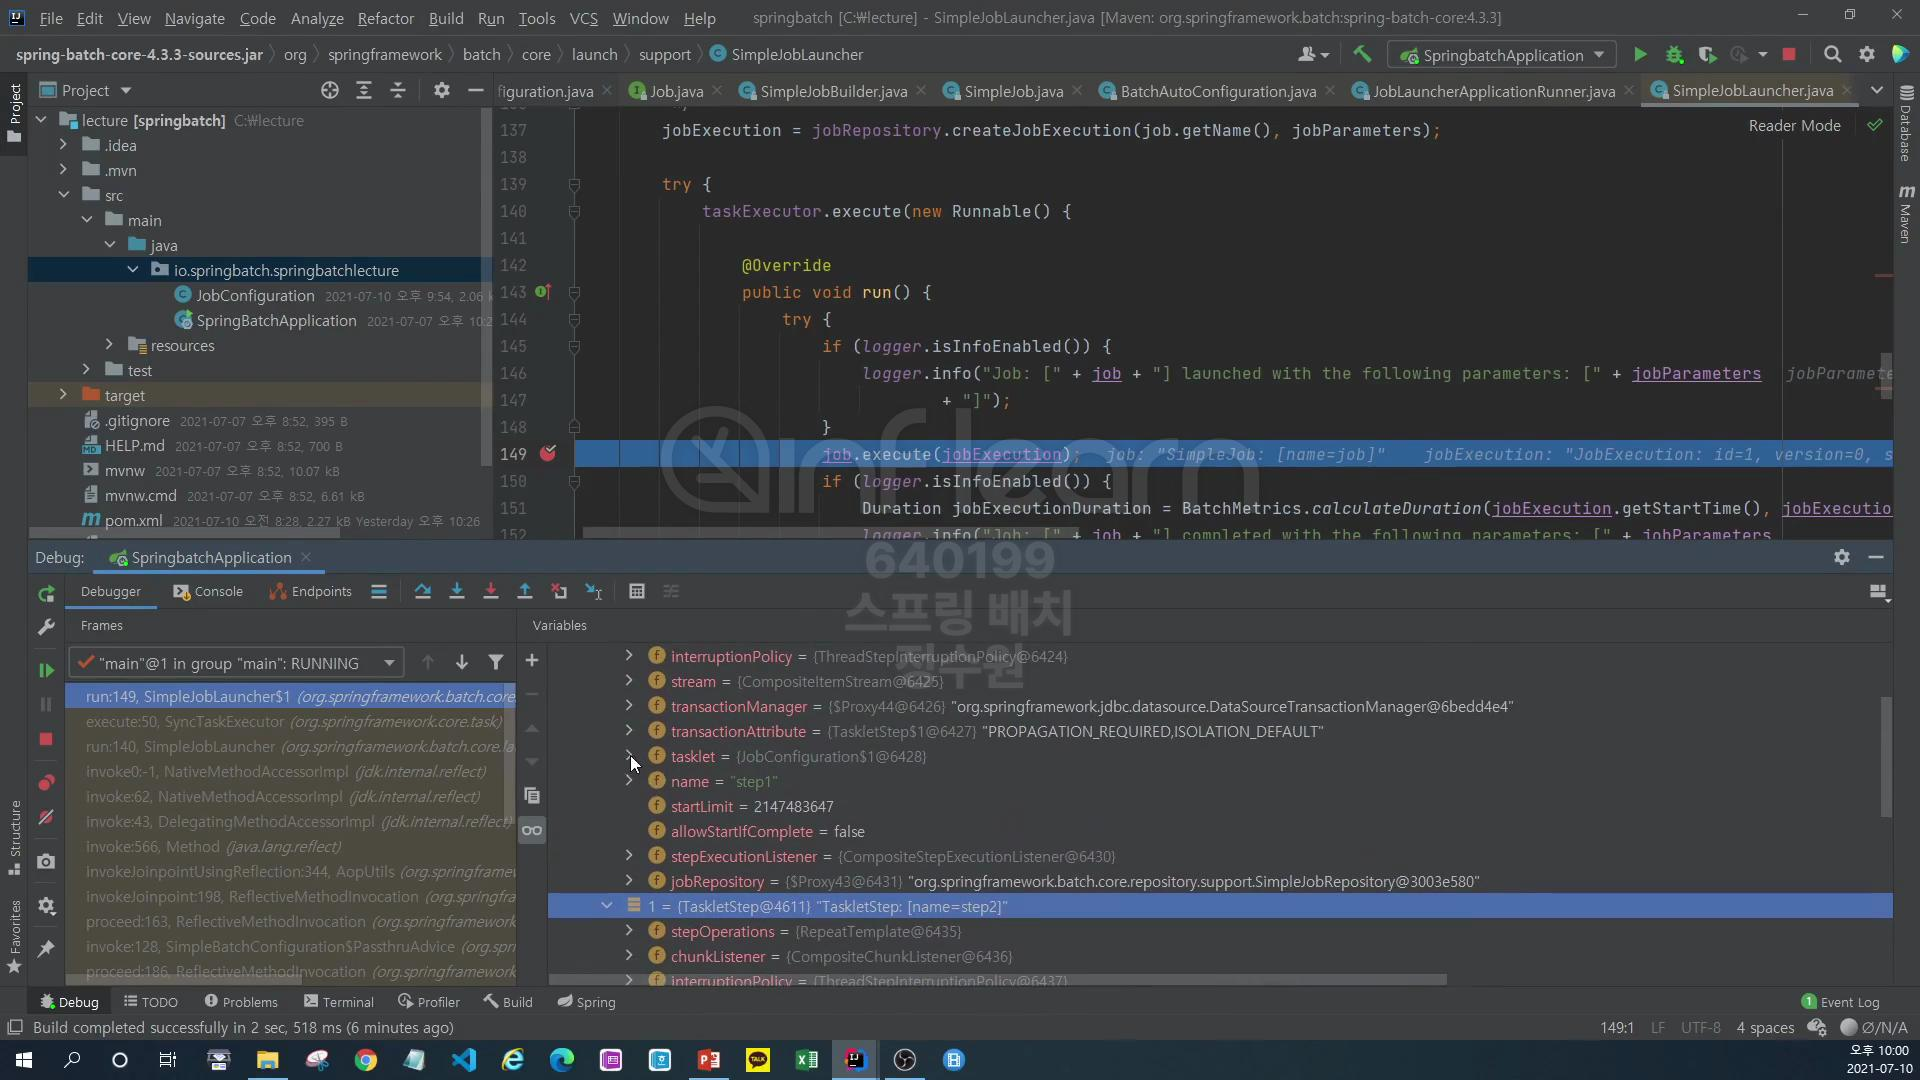 File Edit View Navigate Code Analyze Refactor Build Run Tools VCS Window Help springbatch [C:₩lecture] - SimpleJobLauncher.java [Maven: org.springframework.batch:spring-batch-core:4.3.3]
spring-batch-core-4.3.3-sources.jar org springframework batch core launch support SimpleJobLauncher SpringbatchApplication
Project figuration.java Job.java SimpleJobBuilder.java SimpleJob.java BatchAutoConfiguration.java JobLauncherApplicationRunner.java SimpleJobLauncher.java
Project
Database
Maven
Structure
Favorites
lecture [springbatch] C:₩lecture
.idea
.mvn
src
main
java
io.springbatch.springbatchlecture
JobConfiguration 2021-07-10 오후 9:54, 2.06 k
SpringBatchApplication 2021-07-07 오후 10:2
resources
test
target
.gitignore 2021-07-07 오후 8:52, 395 B
HELP.md 2021-07-07 오후 8:52, 700 B
mvnw 2021-07-07 오후 8:52, 10.07 kB
mvnw.cmd 2021-07-07 오후 8:52, 6.61 kB
pom.xml 2021-07-10 오전 8:28, 2.27 kB Yesterday 오후 10:26
Reader Mode
137 jobExecution = jobRepository.createJobExecution(job.getName(), jobParameters);
138
139 try {
140 taskExecutor.execute(new Runnable() {
141
142 @Override
143 public void run() {
144 try {
145 if (logger.isInfoEnabled()) {
146 logger.info("Job: [" + job + "] launched with the following parameters: [" + jobParameters jobParamete
147 + "]");
148 }
149 job.execute(jobExecution); job: "SimpleJob: [name=job]" jobExecution: "JobExecution: id=1, version=0, s
150 if (logger.isInfoEnabled()) {
151 Duration jobExecutionDuration = BatchMetrics.calculateDuration(jobExecution.getStartTime(), jobExecutio
152 logger.info("Job: [" + job + "] completed with the following parameters: [" + jobParameters
inflearn
640199
스프링 배치
정수원
Debug: SpringbatchApplication
Debugger Console Endpoints
Frames Variables
"main"@1 in group "main": RUNNING
run:149, SimpleJobLauncher$1 (org.springframework.batch.core.
execute:50, SyncTaskExecutor (org.springframework.core.task)
run:140, SimpleJobLauncher (org.springframework.batch.core.la
invoke0:-1, NativeMethodAccessorImpl (jdk.internal.reflect)
invoke:62, NativeMethodAccessorImpl (jdk.internal.reflect)
invoke:43, DelegatingMethodAccessorImpl (jdk.internal.reflect)
invoke:566, Method (java.lang.reflect)
invokeJoinpointUsingReflection:344, AopUtils (org.springframewor
invokeJoinpoint:198, ReflectiveMethodInvocation (org.springfram
proceed:163, ReflectiveMethodInvocation (org.springframework
invoke:128, SimpleBatchConfiguration$PassthruAdvice (org.sprin
proceed:186, ReflectiveMethodInvocation (org.springframework
interruptionPolicy = {ThreadStepInterruptionPolicy@6424}
stream = {CompositeItemStream@6425}
transactionManager = {$Proxy44@6426} "org.springframework.jdbc.datasource.DataSourceTransactionManager@6bedd4e4"
transactionAttribute = {TaskletStep$1@6427} "PROPAGATION_REQUIRED,ISOLATION_DEFAULT"
tasklet = {JobConfiguration$1@6428}
name = "step1"
startLimit = 2147483647
allowStartIfComplete = false
stepExecutionListener = {CompositeStepExecutionListener@6430}
jobRepository = {$Proxy43@6431} "org.springframework.batch.core.repository.support.SimpleJobRepository@3003e580"
1 = {TaskletStep@4611} "TaskletStep: [name=step2]"
stepOperations = {RepeatTemplate@6435}
chunkListener = {CompositeChunkListener@6436}
interruptionPolicy = {ThreadStepInterruptionPolicy@6437}
Debug TODO Problems Terminal Profiler Build Spring 1 Event Log
Build completed successfully in 2 sec, 518 ms (6 minutes ago) 149:1 LF UTF-8 4 spaces Ø/N/A
오후 10:00
2021-07-10